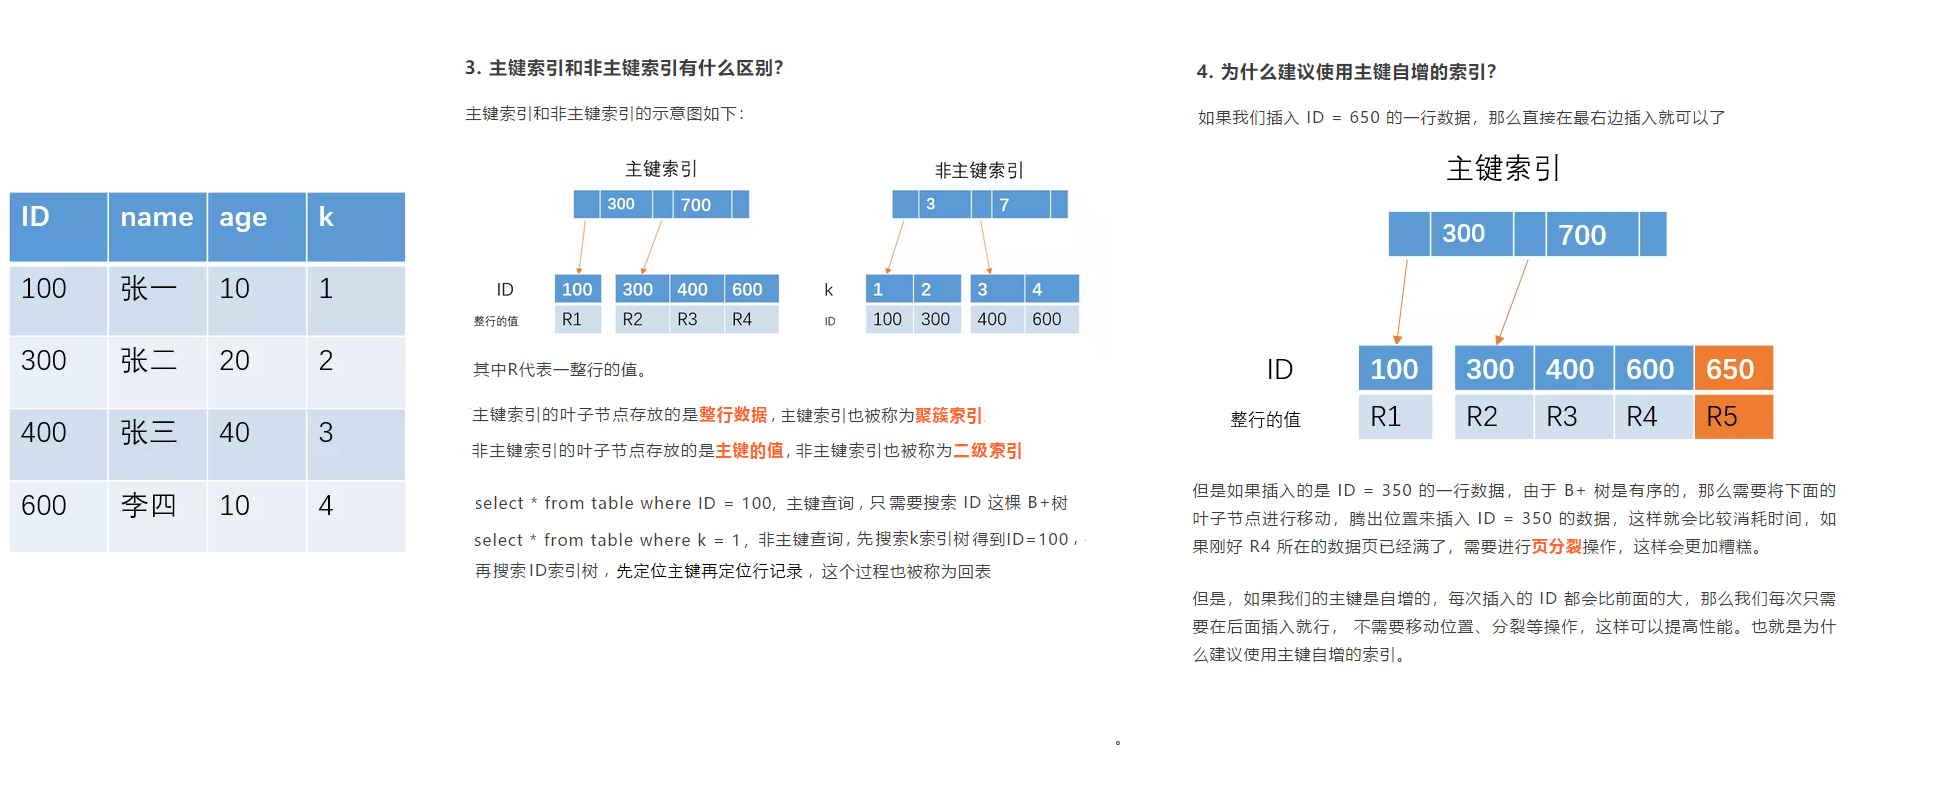 ID name age k
100 张一 10 1
300 张二 20 2
400 张三 40 3
600 李四 10 4
3. 主键索引和非主键索引有什么区别?
主键索引和非主键索引的示意图如下:
主键索引
300 700
ID 100 300 400 600
整行的值 R1 R2 R3 R4
非主键索引
3 7
k 1 2 3 4
ID 100 300 400 600
其中R代表一整行的值。
主键索引的叶子节点存放的是整行数据，主键索引也被称为聚簇索引
非主键索引的叶子节点存放的是主键的值，非主键索引也被称为二级索引
select * from table where ID = 100, 主键查询，只需要搜索 ID 这棵 B+树
select * from table where k = 1，非主键查询，先搜索k索引树得到ID=100，
再搜索ID索引树，先定位主键再定位行记录，这个过程也被称为回表
。
4. 为什么建议使用主键自增的索引?
如果我们插入 ID = 650 的一行数据，那么直接在最右边插入就可以了
主键索引
300 700
ID 100 300 400 600 650
整行的值 R1 R2 R3 R4 R5
但是如果插入的是 ID = 350 的一行数据，由于 B+ 树是有序的，那么需要将下面的
叶子节点进行移动，腾出位置来插入 ID = 350 的数据，这样就会比较消耗时间，如
果刚好 R4 所在的数据页已经满了，需要进行页分裂操作，这样会更加糟糕。
但是，如果我们的主键是自增的，每次插入的 ID 都会比前面的大，那么我们每次只需
要在后面插入就行， 不需要移动位置、分裂等操作，这样可以提高性能。也就是为什
么建议使用主键自增的索引。